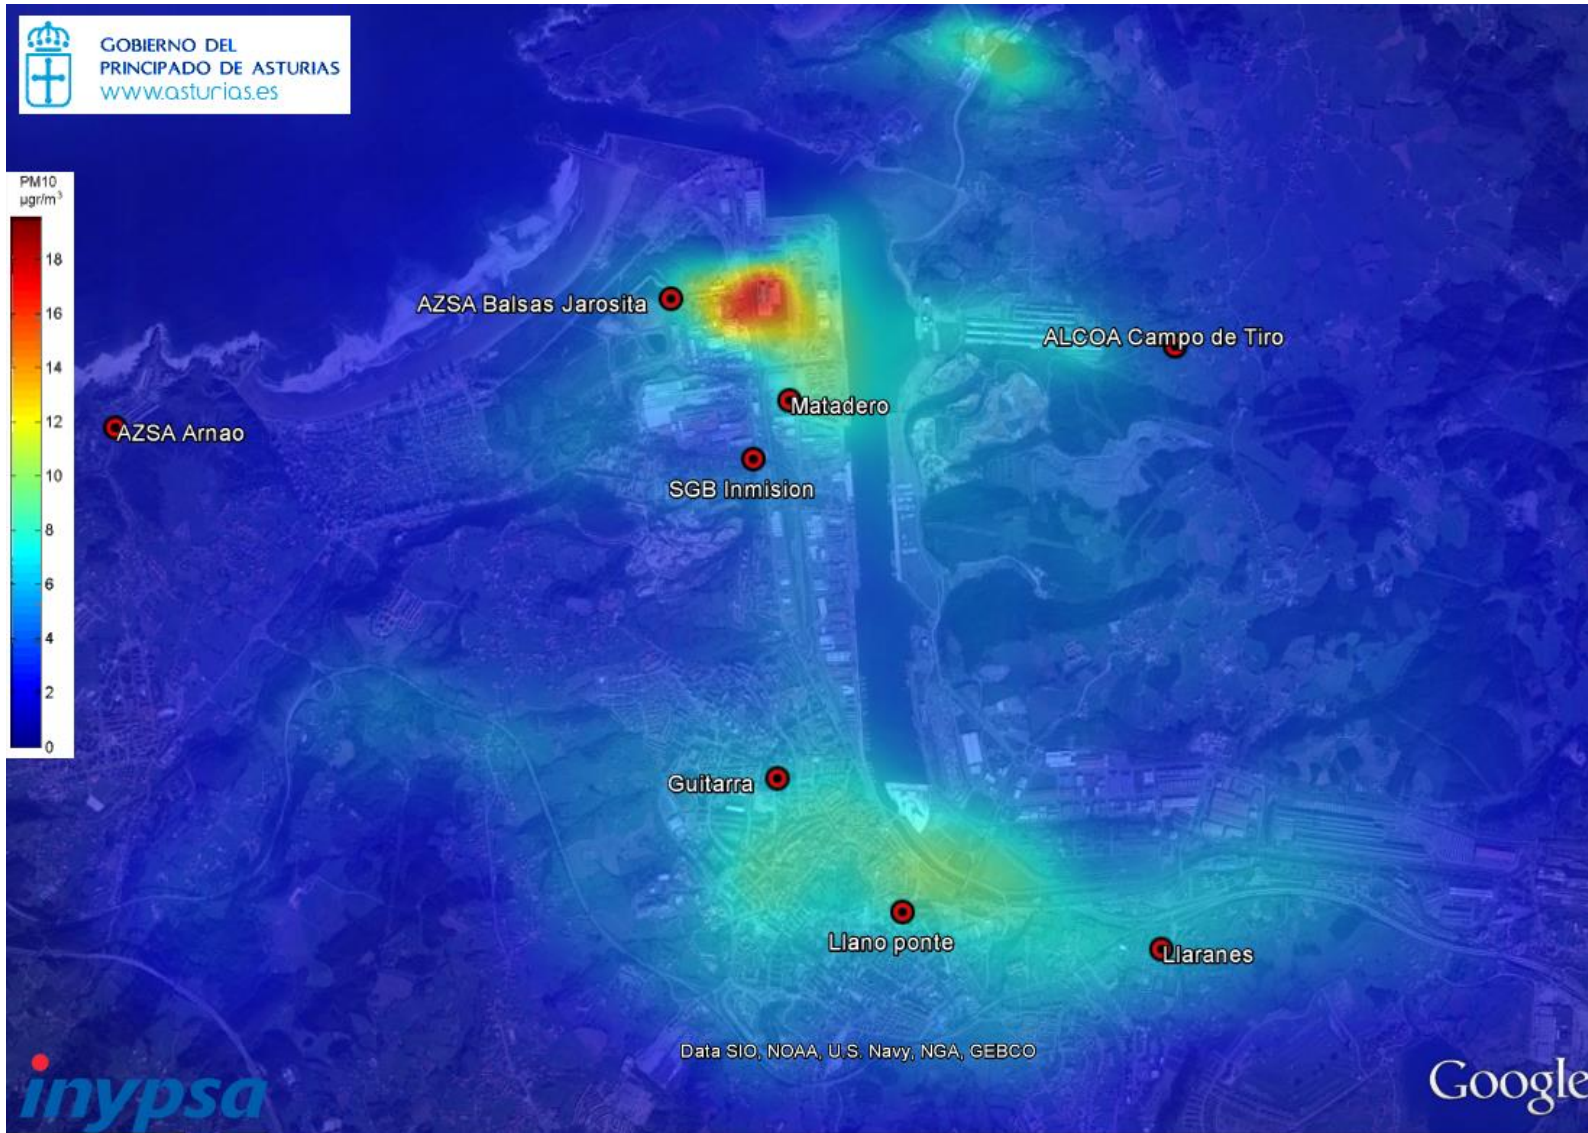 GOBIERNO DEL
PRINCIPADO DE ASTURIAS
www.asturias.es
PM10
µgr/m³
18
16
14
12
10
8
6
4
2
0
AZSA Balsas Jarosita
ALCOA Campo de Tiro
Matadero
AZSA Arnao
SGB Inmision
Guitarra
Llano ponte
Llaranes
Data SIO, NOAA, U.S. Navy, NGA, GEBCO
inypsa
Google